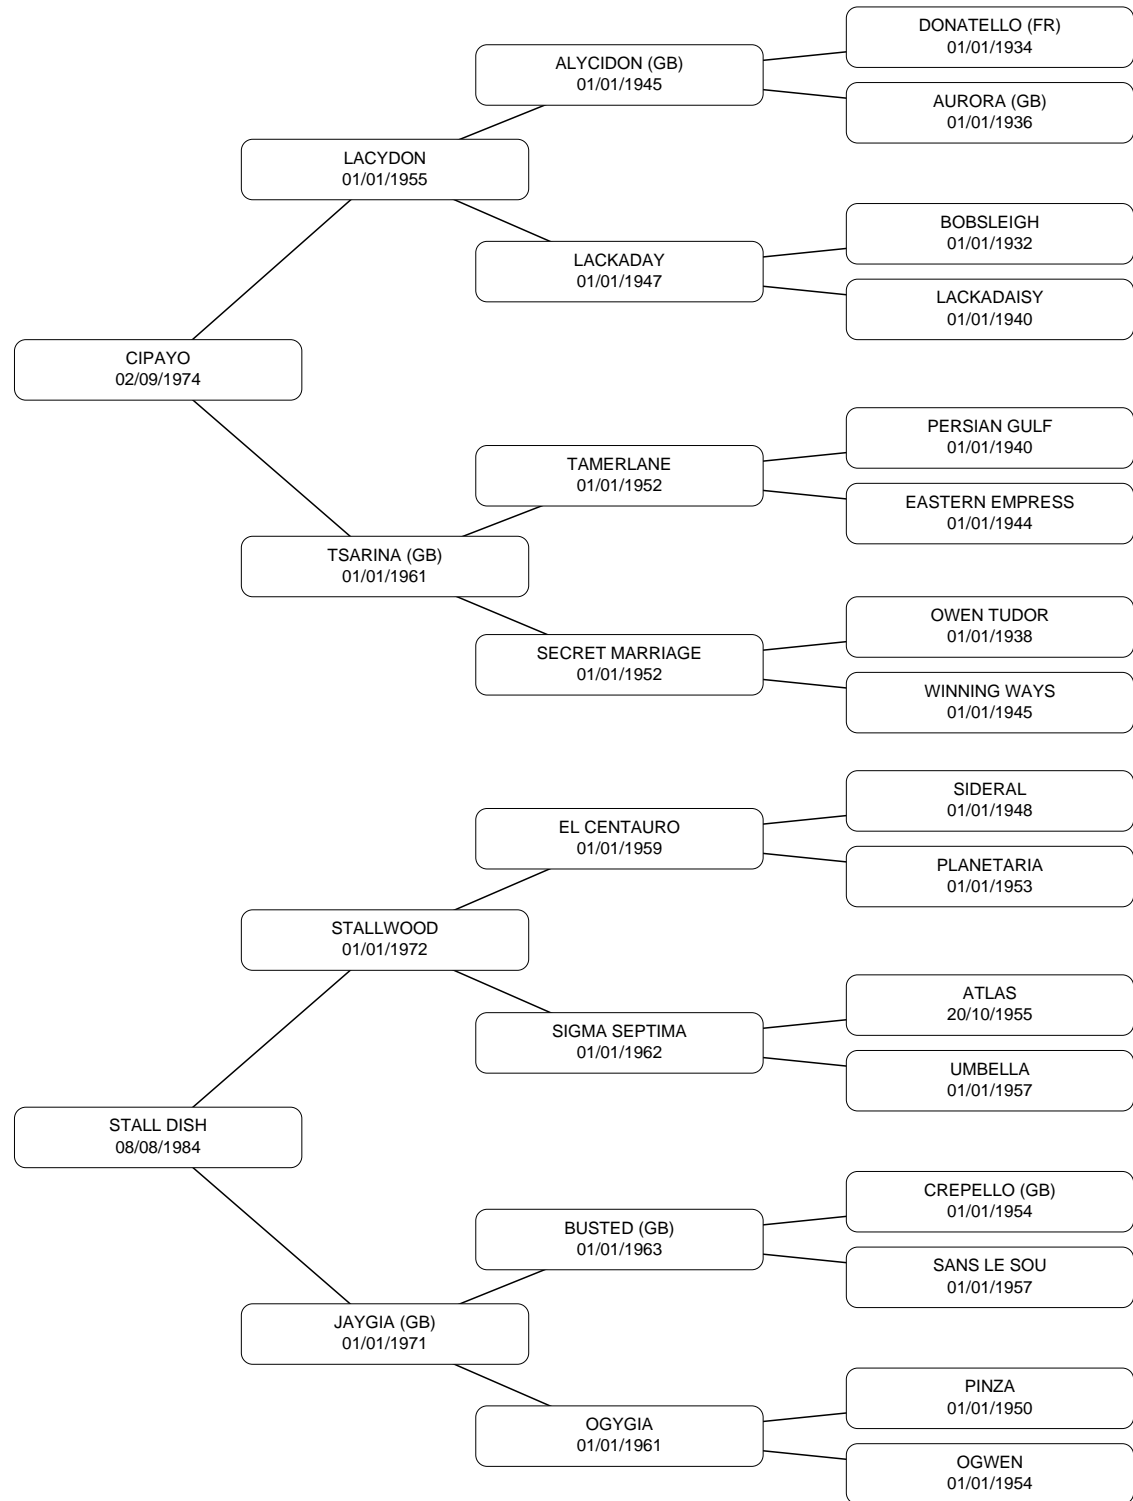 DONATELLO (FR)
01/01/1934
ALYCIDON (GB)
01/01/1945
AURORA (GB)
01/01/1936
LACYDON
01/01/1955
BOBSLEIGH
01/01/1932
LACKADAY
01/01/1947
LACKADAISY
01/01/1940
CIPAYO
02/09/1974
PERSIAN GULF
01/01/1940
TAMERLANE
01/01/1952
EASTERN EMPRESS
01/01/1944
TSARINA (GB)
01/01/1961
OWEN TUDOR
01/01/1938
SECRET MARRIAGE
01/01/1952
WINNING WAYS
01/01/1945
SIDERAL
01/01/1948
EL CENTAURO
01/01/1959
PLANETARIA
01/01/1953
STALLWOOD
01/01/1972
ATLAS
20/10/1955
SIGMA SEPTIMA
01/01/1962
UMBELLA
01/01/1957
STALL DISH
08/08/1984
CREPELLO (GB)
01/01/1954
BUSTED (GB)
01/01/1963
SANS LE SOU
01/01/1957
JAYGIA (GB)
01/01/1971
PINZA
01/01/1950
OGYGIA
01/01/1961
OGWEN
01/01/1954